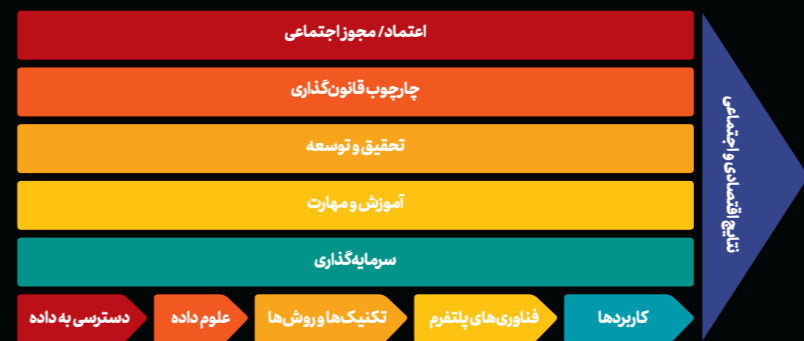 اعتماد/ مجوز اجتماعی
چارچوب قانون‌گذاری
تحقیق و توسعه
آموزش و مهارت
سرمایه‌گذاری
دسترسی به داده
علوم داده
تکنیک‌ها و روش‌ها
فناوری‌های پلتفرم
کاربردها
نتایج اقتصادی و اجتماعی